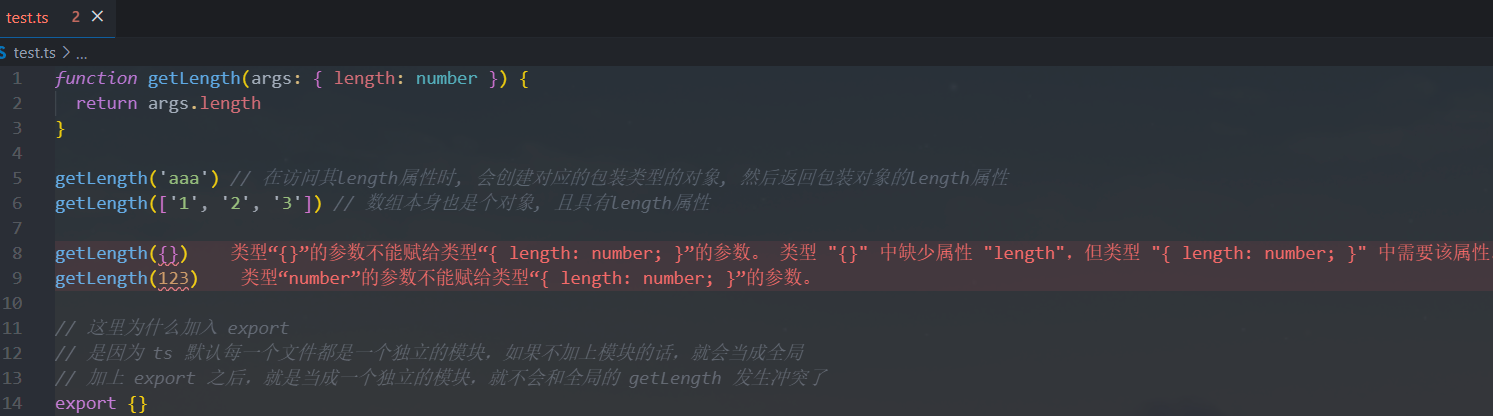 test.ts 2 ×
S test.ts > ...
1 function getLength(args: { length: number }) {
2 return args.length
3 }
4
5 getLength('aaa') // 在访问其length属性时, 会创建对应的包装类型的对象, 然后返回包装对象的length属性
6 getLength(['1', '2', '3']) // 数组本身也是个对象, 且具有length属性
7
8 getLength({}) 类型“{}”的参数不能赋给类型“{ length: number; }”的参数。 类型 "{}" 中缺少属性 "length"，但类型 "{ length: number; }" 中需要该属性
9 getLength(123) 类型“number”的参数不能赋给类型“{ length: number; }”的参数。
10
11 // 这里为什么加入 export
12 // 是因为 ts 默认每一个文件都是一个独立的模块，如果不加上模块的话，就会当成全局
13 // 加上 export 之后，就是当成一个独立的模块，就不会和全局的 getLength 发生冲突了
14 export {}